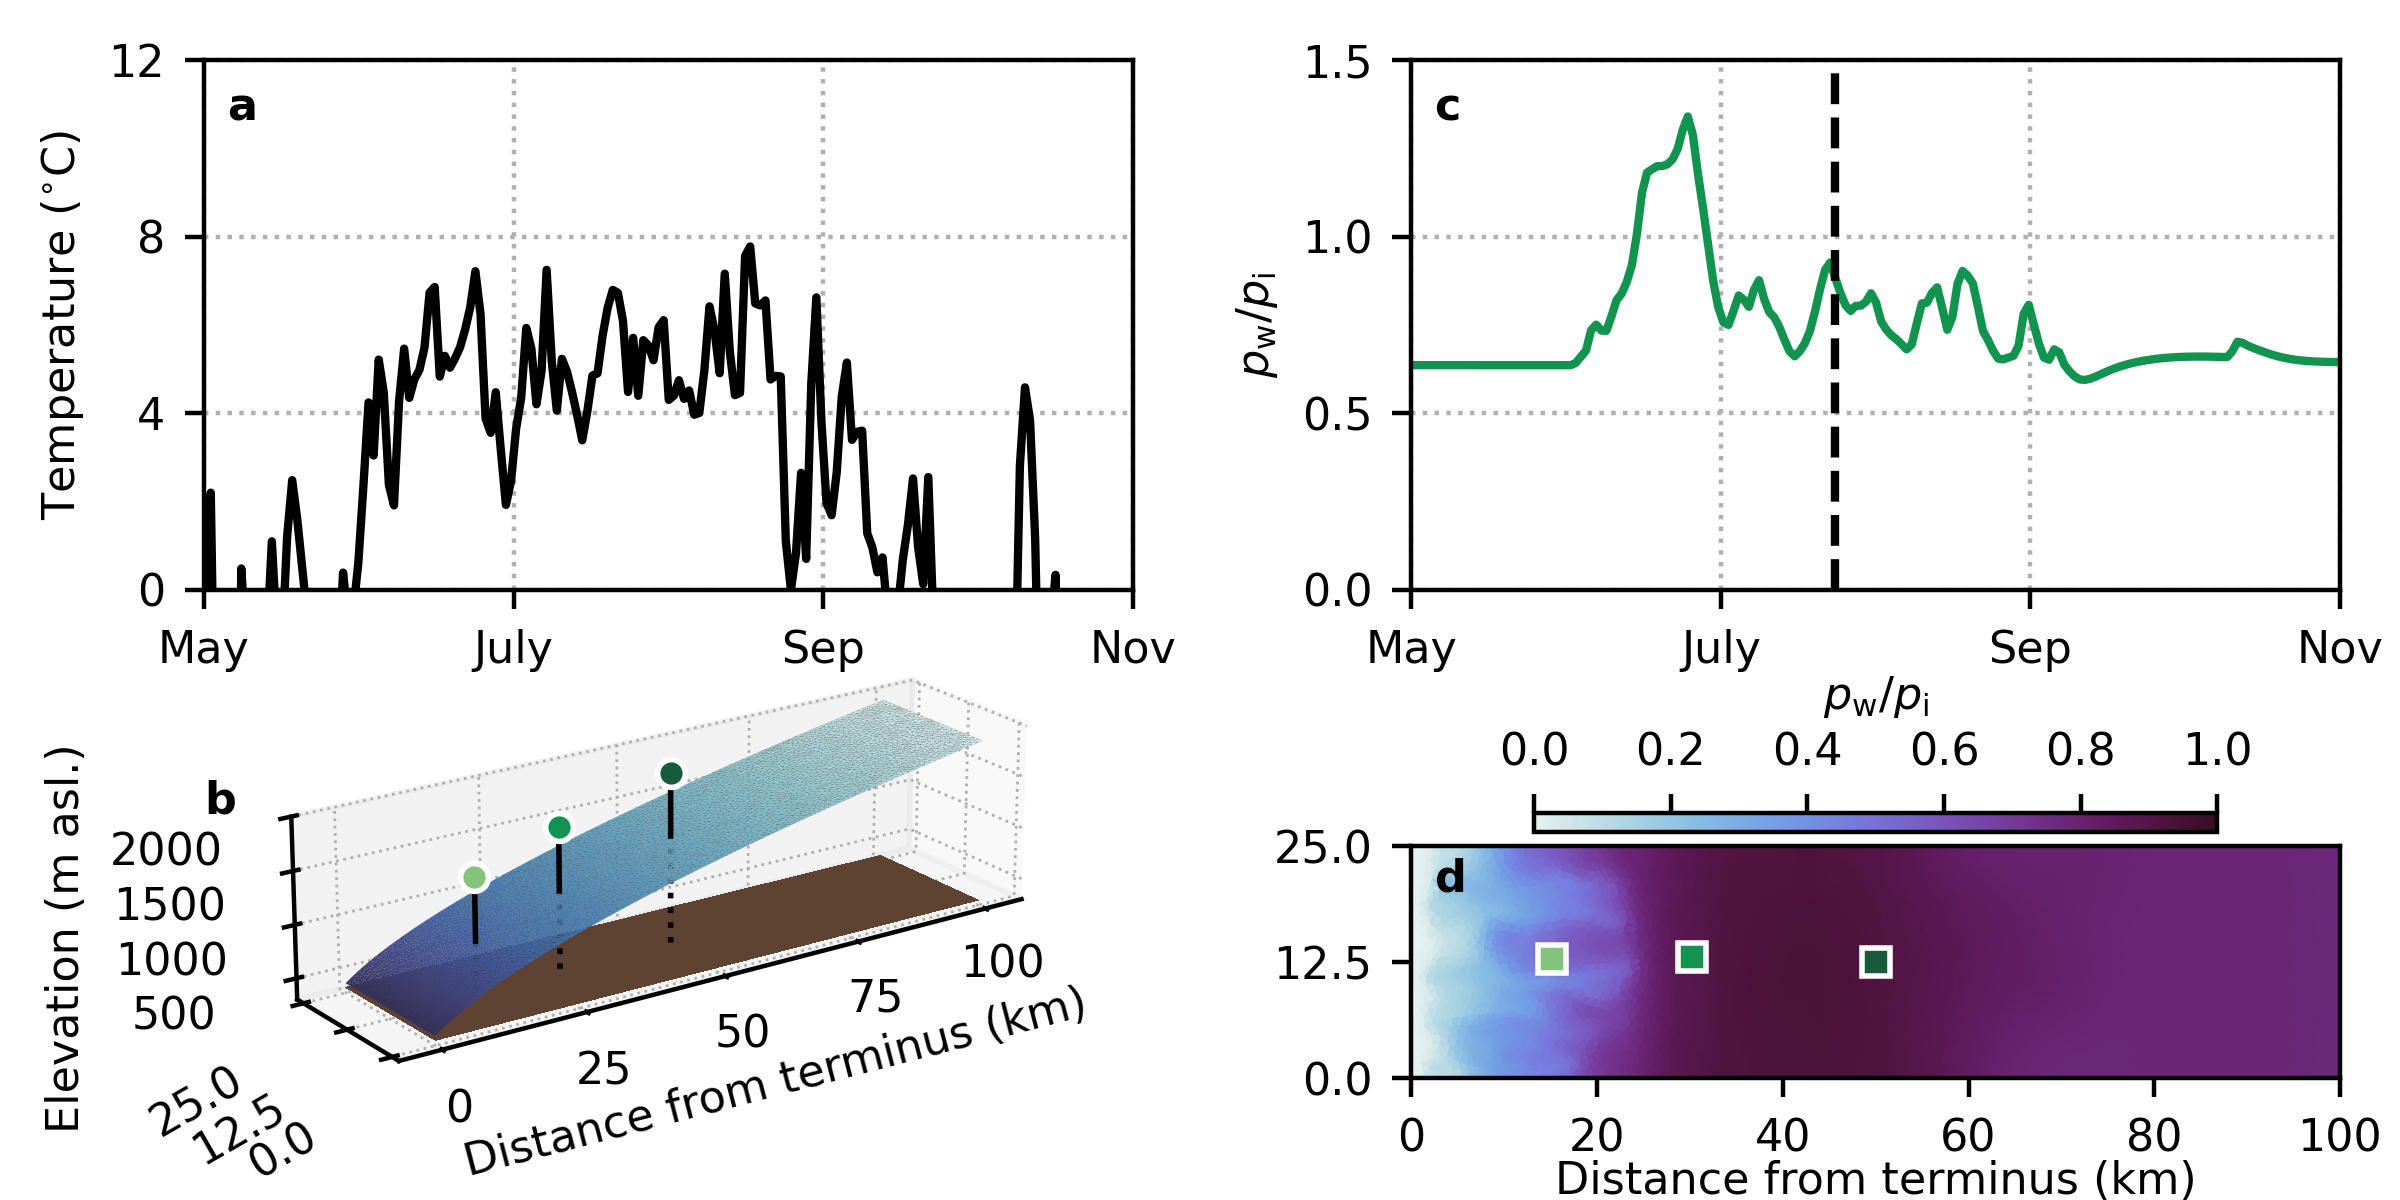 a
12
8
4
0
Temperature (°C)
May July Sep Nov
c
1.5
1.0
0.5
0.0
pw/pi
May July Sep Nov
b
2000
1500
1000
500
Elevation (m asl.)
25.0
12.5
0.0
0 25 50 75 100
Distance from terminus (km)
pw/pi
0.0 0.2 0.4 0.6 0.8 1.0
d
25.0
12.5
0.0
0 20 40 60 80 100
Distance from terminus (km)